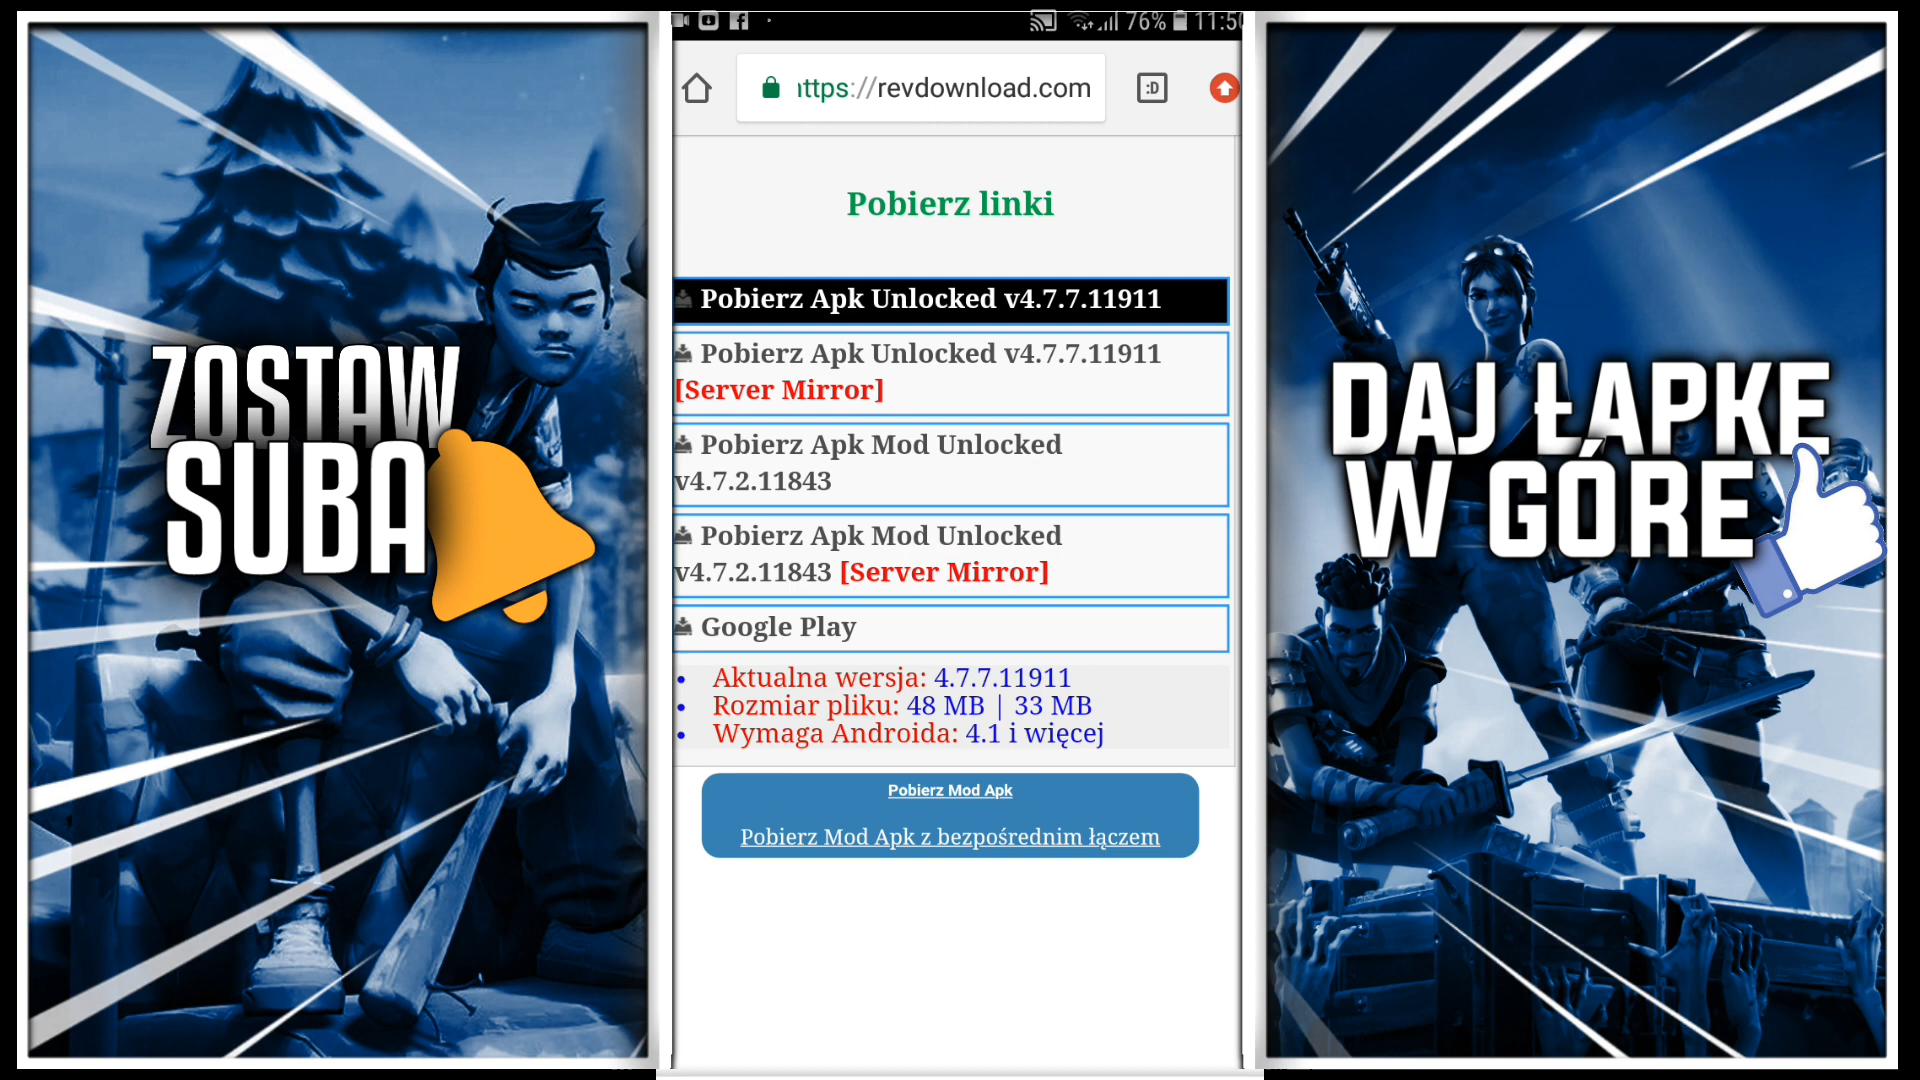 ZOSTAW
SUBA
76% 11:50
https://revdownload.com
:D
Pobierz linki
Pobierz Apk Unlocked v4.7.7.11911
Pobierz Apk Unlocked v4.7.7.11911
[Server Mirror]
Pobierz Apk Mod Unlocked
v4.7.2.11843
Pobierz Apk Mod Unlocked
v4.7.2.11843 [Server Mirror]
Google Play
• Aktualna wersja: 4.7.7.11911
• Rozmiar pliku: 48 MB | 33 MB
• Wymaga Androida: 4.1 i więcej
Pobierz Mod Apk
Pobierz Mod Apk z bezpośrednim łączem
DAJ ŁAPKE
W GÓRE